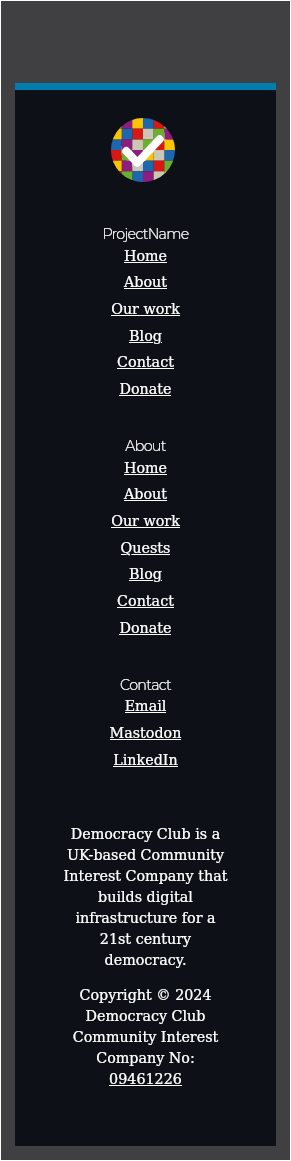 ProjectName
Home
About
Our work
Blog
Contact
Donate
About
Home
About
Our work
Quests
Blog
Contact
Donate
Contact
Email
Mastodon
LinkedIn
Democracy Club is a
UK-based Community
Interest Company that
builds digital
infrastructure for a
21st century
democracy.
Copyright © 2024
Democracy Club
Community Interest
Company No:
09461226